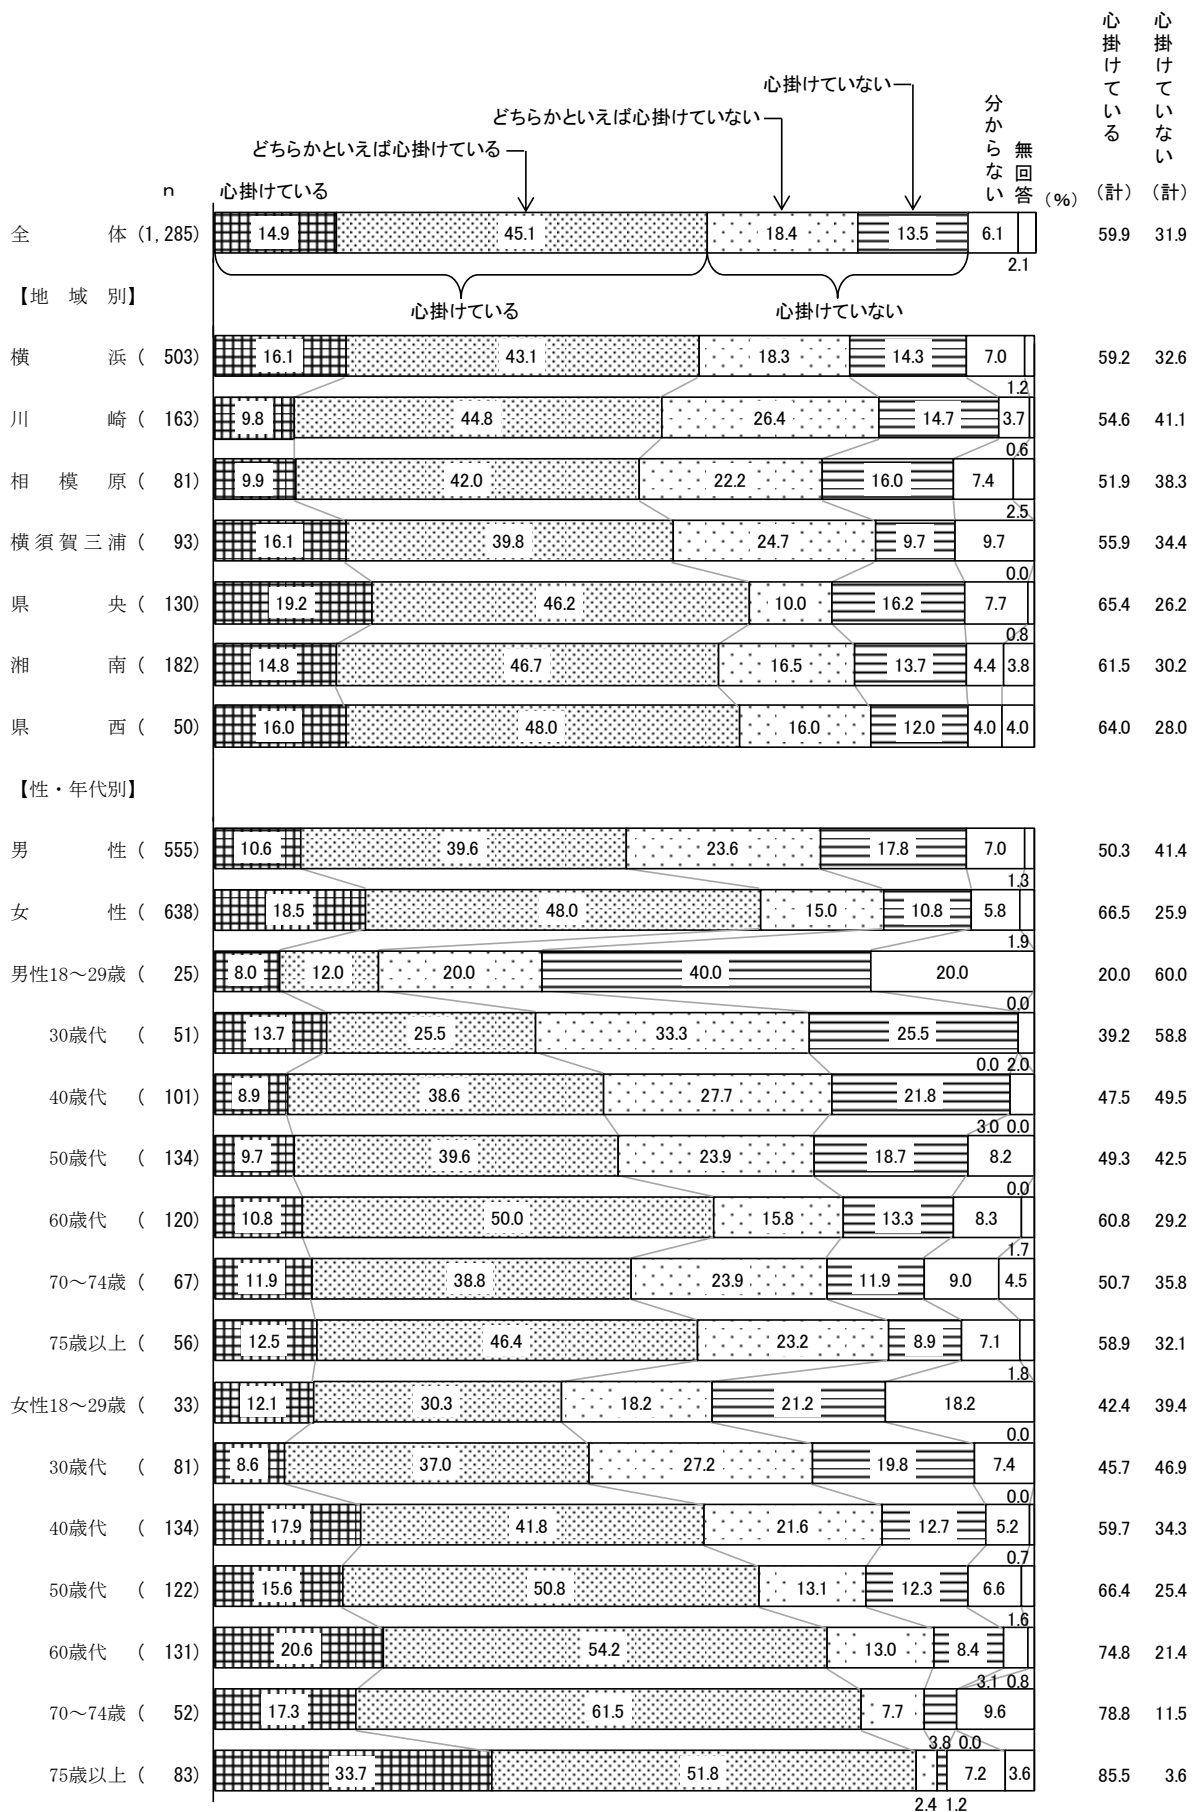 心掛けている
心掛けていない
心掛けていない
どちらかといえば心掛けていない
どちらかといえば心掛けている
分からない
無回答
n 心掛けている (%) (計) (計)
全体 (1,285) 14.9 45.1 18.4 13.5 6.1 59.9 31.9
2.1
【地域別】
心掛けている 心掛けていない
横浜 ( 503) 16.1 43.1 18.3 14.3 7.0 59.2 32.6
1.2
川崎 ( 163) 9.8 44.8 26.4 14.7 3.7 54.6 41.1
0.6
相模原 ( 81) 9.9 42.0 22.2 16.0 7.4 51.9 38.3
2.5
横須賀三浦 ( 93) 16.1 39.8 24.7 9.7 9.7 55.9 34.4
0.0
県央 ( 130) 19.2 46.2 10.0 16.2 7.7 65.4 26.2
0.8
湘南 ( 182) 14.8 46.7 16.5 13.7 4.4 3.8 61.5 30.2
県西 ( 50) 16.0 48.0 16.0 12.0 4.0 4.0 64.0 28.0
【性・年代別】
男性 ( 555) 10.6 39.6 23.6 17.8 7.0 50.3 41.4
1.3
女性 ( 638) 18.5 48.0 15.0 10.8 5.8 66.5 25.9
1.9
男性18～29歳 ( 25) 8.0 12.0 20.0 40.0 20.0 20.0 60.0
0.0
30歳代 ( 51) 13.7 25.5 33.3 25.5 39.2 58.8
0.0 2.0
40歳代 ( 101) 8.9 38.6 27.7 21.8 47.5 49.5
3.0 0.0
50歳代 ( 134) 9.7 39.6 23.9 18.7 8.2 49.3 42.5
0.0
60歳代 ( 120) 10.8 50.0 15.8 13.3 8.3 60.8 29.2
1.7
70～74歳 ( 67) 11.9 38.8 23.9 11.9 9.0 4.5 50.7 35.8
75歳以上 ( 56) 12.5 46.4 23.2 8.9 7.1 58.9 32.1
1.8
女性18～29歳 ( 33) 12.1 30.3 18.2 21.2 18.2 42.4 39.4
0.0
30歳代 ( 81) 8.6 37.0 27.2 19.8 7.4 45.7 46.9
0.0
40歳代 ( 134) 17.9 41.8 21.6 12.7 5.2 59.7 34.3
0.7
50歳代 ( 122) 15.6 50.8 13.1 12.3 6.6 66.4 25.4
1.6
60歳代 ( 131) 20.6 54.2 13.0 8.4 74.8 21.4
3.1 0.8
70～74歳 ( 52) 17.3 61.5 7.7 9.6 78.8 11.5
3.8 0.0
75歳以上 ( 83) 33.7 51.8 7.2 3.6 85.5 3.6
2.4 1.2